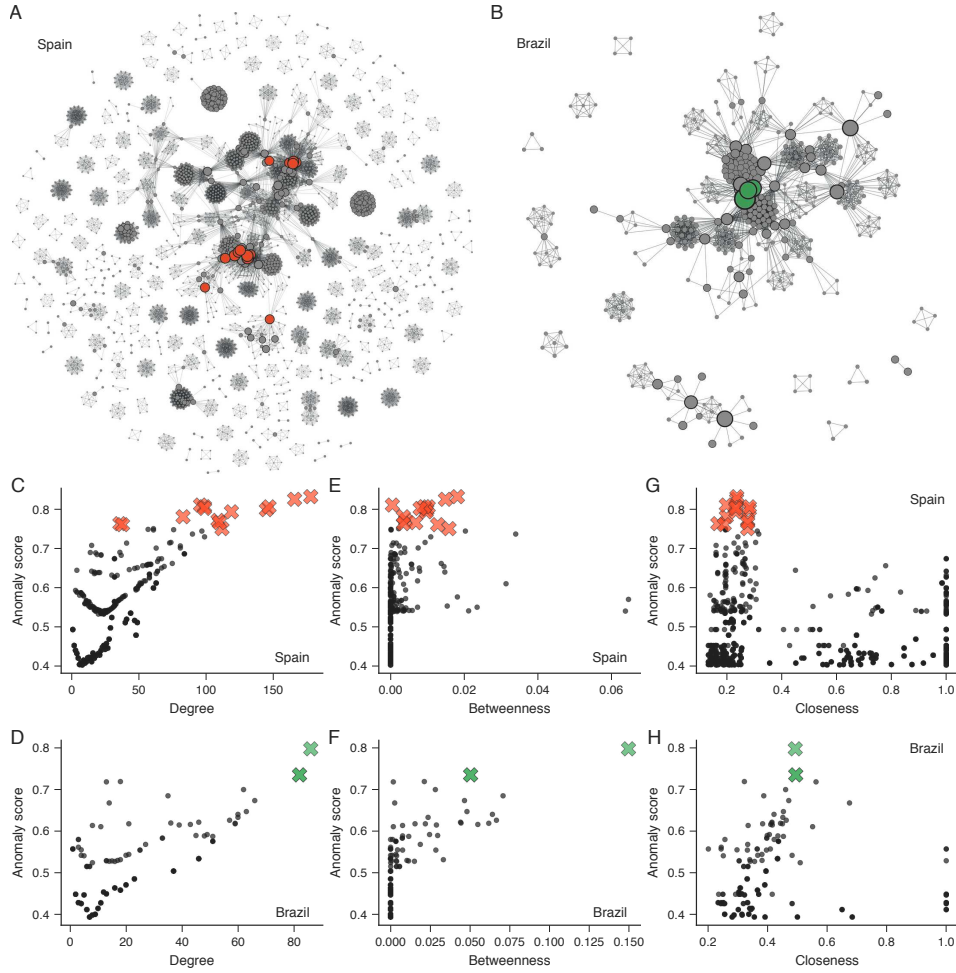 A
Spain
B
Brazil
C
Anomaly score
0.8
0.7
0.6
0.5
0.4
0
50
100
150
Degree
Spain
E
Anomaly score
0.8
0.7
0.6
0.5
0.4
0.00
0.02
0.04
0.06
Betweenness
Spain
G
Spain
Anomaly score
0.8
0.7
0.6
0.5
0.4
0.2
0.4
0.6
0.8
1.0
Closeness
D
Anomaly score
0.8
0.7
0.6
0.5
0.4
0
20
40
60
80
Degree
Brazil
F
Anomaly score
0.8
0.7
0.6
0.5
0.4
0.000
0.025
0.050
0.075
0.100
0.125
0.150
Betweenness
Brazil
H
Brazil
Anomaly score
0.8
0.7
0.6
0.5
0.4
0.2
0.4
0.6
0.8
1.0
Closeness